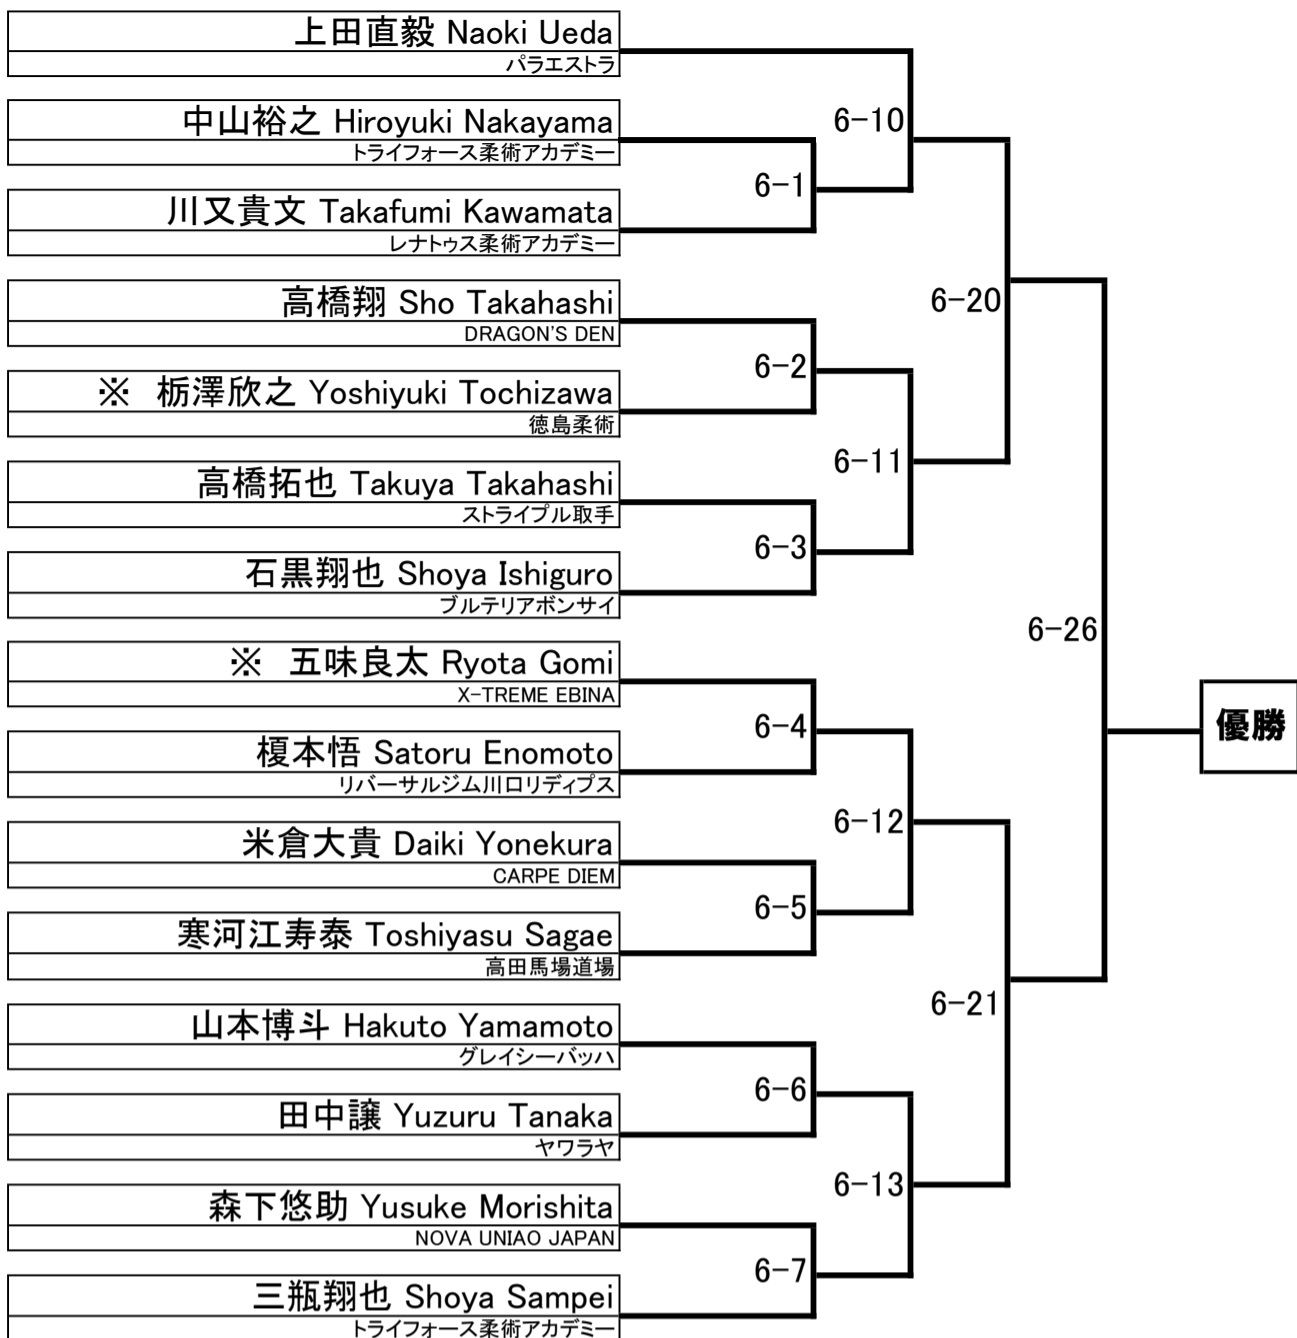 上田直毅 Naoki Ueda
パラエストラ
中山裕之 Hiroyuki Nakayama
トライフォース柔術アカデミー
6-10
6-1
川又貴文 Takafumi Kawamata
レナトゥス柔術アカデミー
高橋翔 Sho Takahashi
DRAGON'S DEN
6-20
6-2
※ 栃澤欣之 Yoshiyuki Tochizawa
徳島柔術
6-11
高橋拓也 Takuya Takahashi
ストライプル取手
6-3
石黒翔也 Shoya Ishiguro
ブルテリアボンサイ
6-26
※ 五味良太 Ryota Gomi
X-TREME EBINA
優勝
6-4
榎本悟 Satoru Enomoto
リバーサルジム川口リディプス
6-12
米倉大貴 Daiki Yonekura
CARPE DIEM
6-5
寒河江寿泰 Toshiyasu Sagae
高田馬場道場
6-21
山本博斗 Hakuto Yamamoto
グレイシーバッハ
6-6
田中譲 Yuzuru Tanaka
ヤワラヤ
6-13
森下悠助 Yusuke Morishita
NOVA UNIAO JAPAN
6-7
三瓶翔也 Shoya Sampei
トライフォース柔術アカデミー